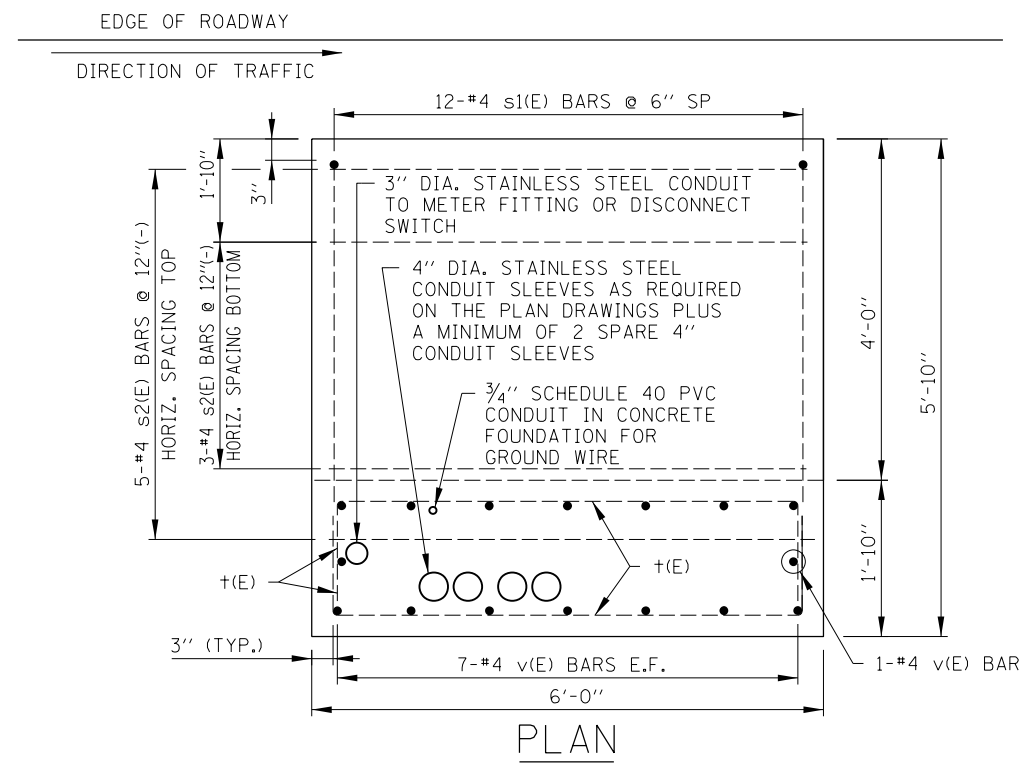 EDGE OF ROADWAY
DIRECTION OF TRAFFIC
12-#4 s1(E) BARS @ 6'' SP
1'-10''
3''
3'' DIA. STAINLESS STEEL CONDUIT
TO METER FITTING OR DISCONNECT
SWITCH
4'' DIA. STAINLESS STEEL
CONDUIT SLEEVES AS REQUIRED
ON THE PLAN DRAWINGS PLUS
A MINIMUM OF 2 SPARE 4''
CONDUIT SLEEVES
3/4'' SCHEDULE 40 PVC
CONDUIT IN CONCRETE
FOUNDATION FOR
GROUND WIRE
5-#4 s2(E) BARS @ 12''(-)
HORIZ. SPACING TOP
3-#4 s2(E) BARS @ 12''(-)
HORIZ. SPACING BOTTOM
4'-0''
5'-10''
1'-10''
t(E)
t(E)
3'' (TYP.)
7-#4 v(E) BARS E.F.
1-#4 v(E) BAR
6'-0''
PLAN